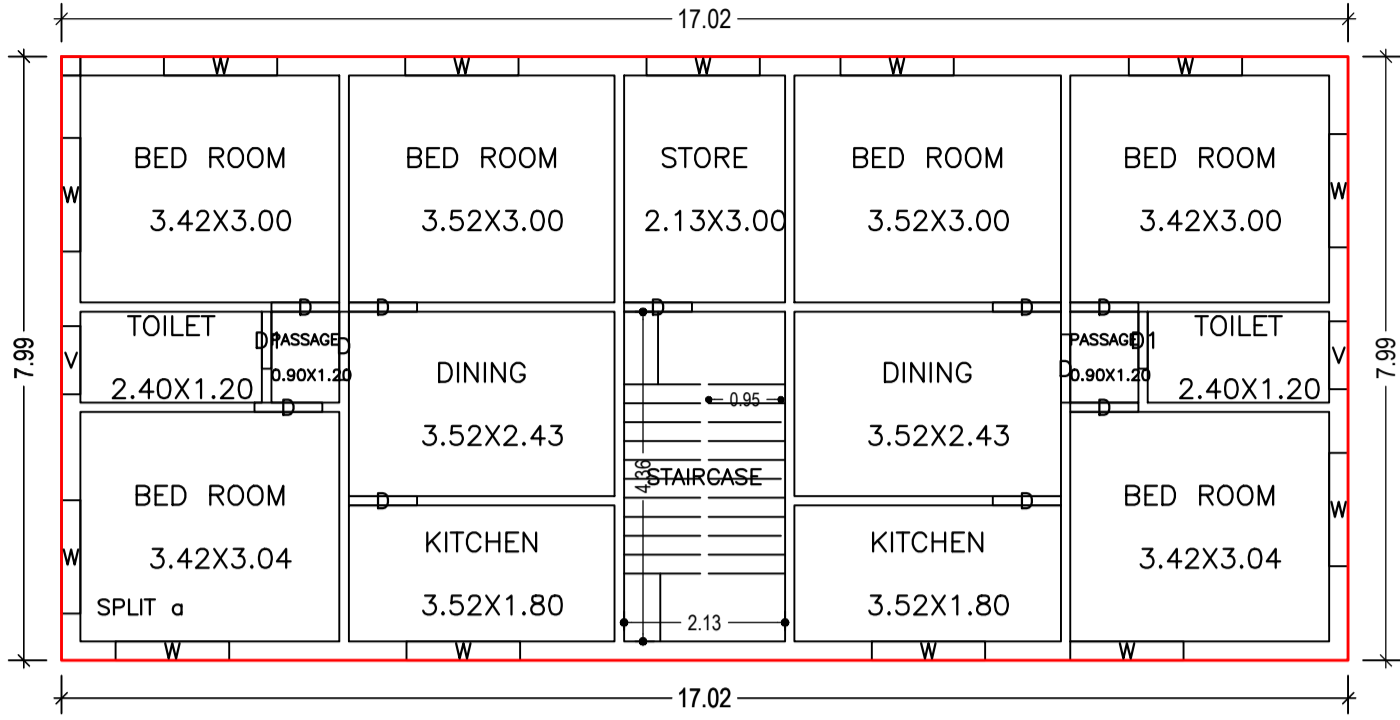 17.02
W W W W W
BED ROOM BED ROOM STORE BED ROOM BED ROOM
W W
3.42X3.00 3.52X3.00 2.13X3.00 3.52X3.00 3.42X3.00
D D D D D
TOILET TOILET
D1 PASSAGE D PASSAGE D1
7.99 V D V 7.99
DINING DINING
0.90X1.20 0.90X1.20
2.40X1.20 2.40X1.20
0.95
D D
3.52X2.43 3.52X2.43
4.36
STAIRCASE
BED ROOM D D BED ROOM
W
KITCHEN KITCHEN
W 3.42X3.04 3.42X3.04
SPLIT a 3.52X1.80 3.52X1.80
2.13
W W W W
17.02